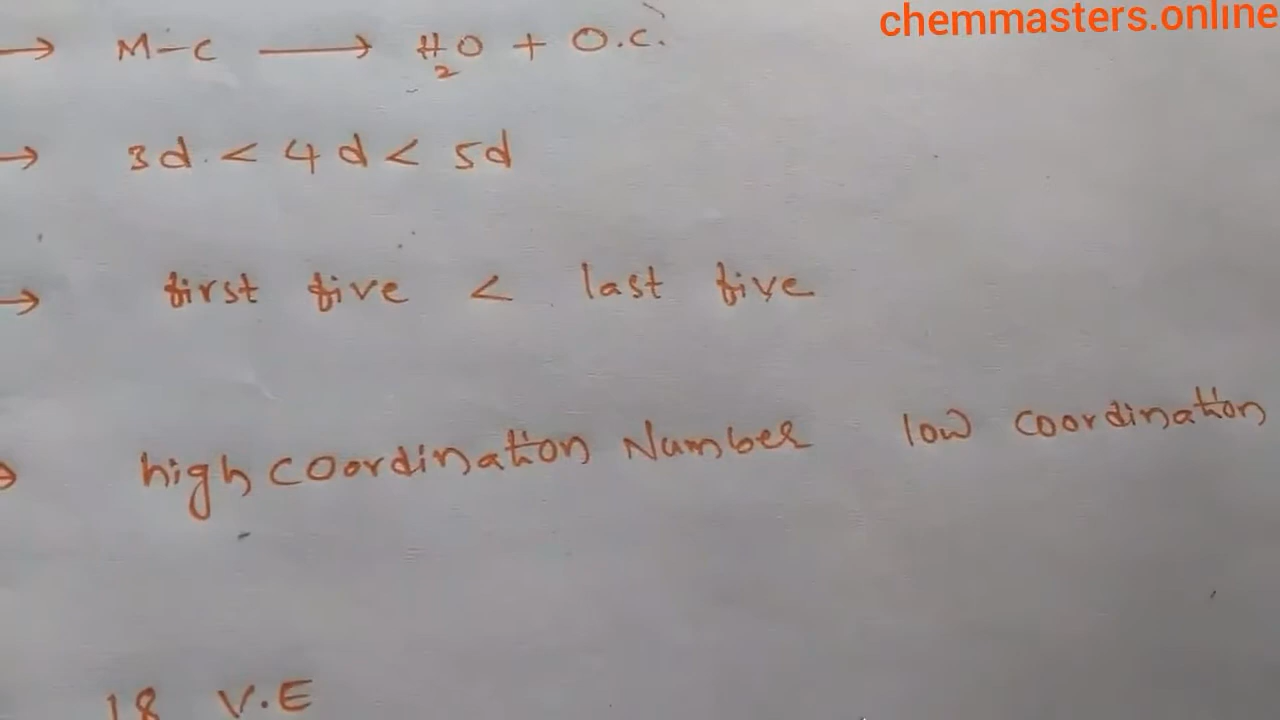 chemmasters.online
→ M-C → H2O + O.C.
→ 3d < 4d < 5d
→ first five < last five
→ high coordination Number low coordination
18 V.E